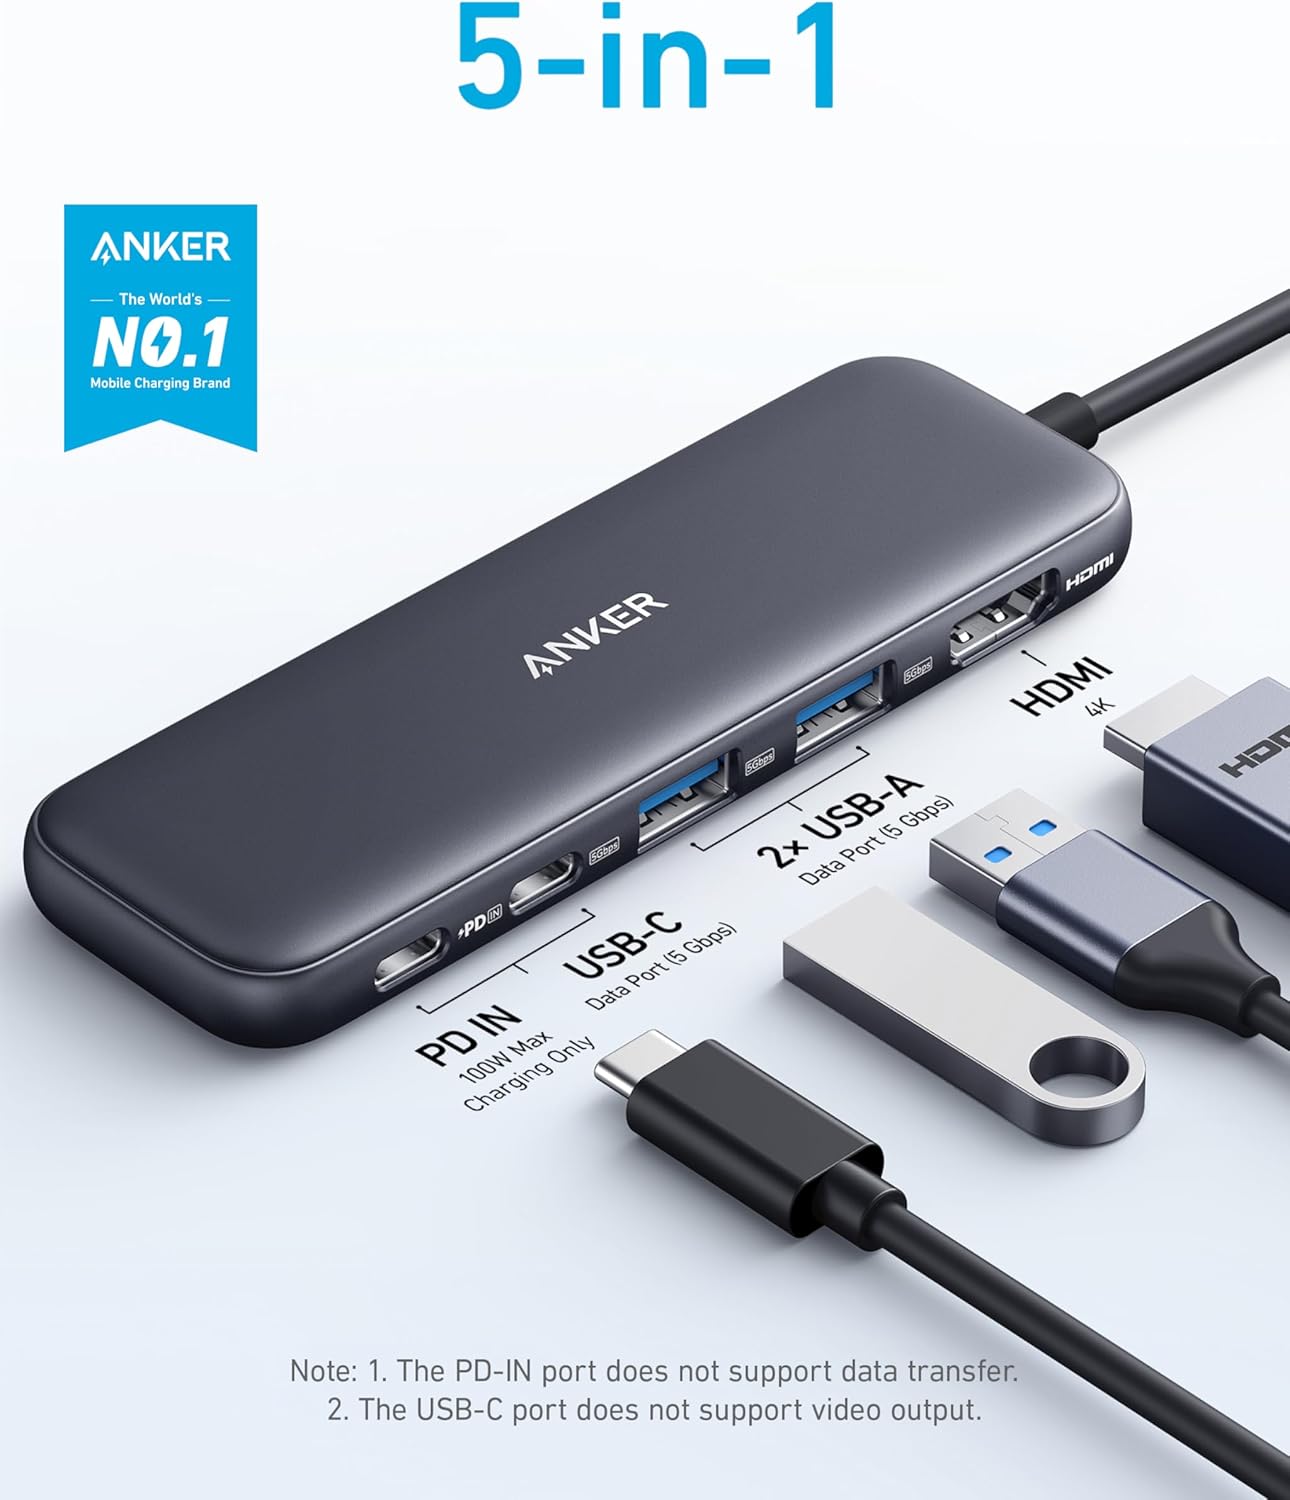 5-in-1
ANKER
The World's
NO.1
Mobile Charging Brand
ANKER
HDMI
5Gbps
5Gbps
5Gbps
PD IN
HDMI
4K
HDM
2× USB-A
Data Port (5 Gbps)
USB-C
Data Port (5 Gbps)
PD IN
100W Max
Charging Only
Note: 1. The PD-IN port does not support data transfer.
2. The USB-C port does not support video output.